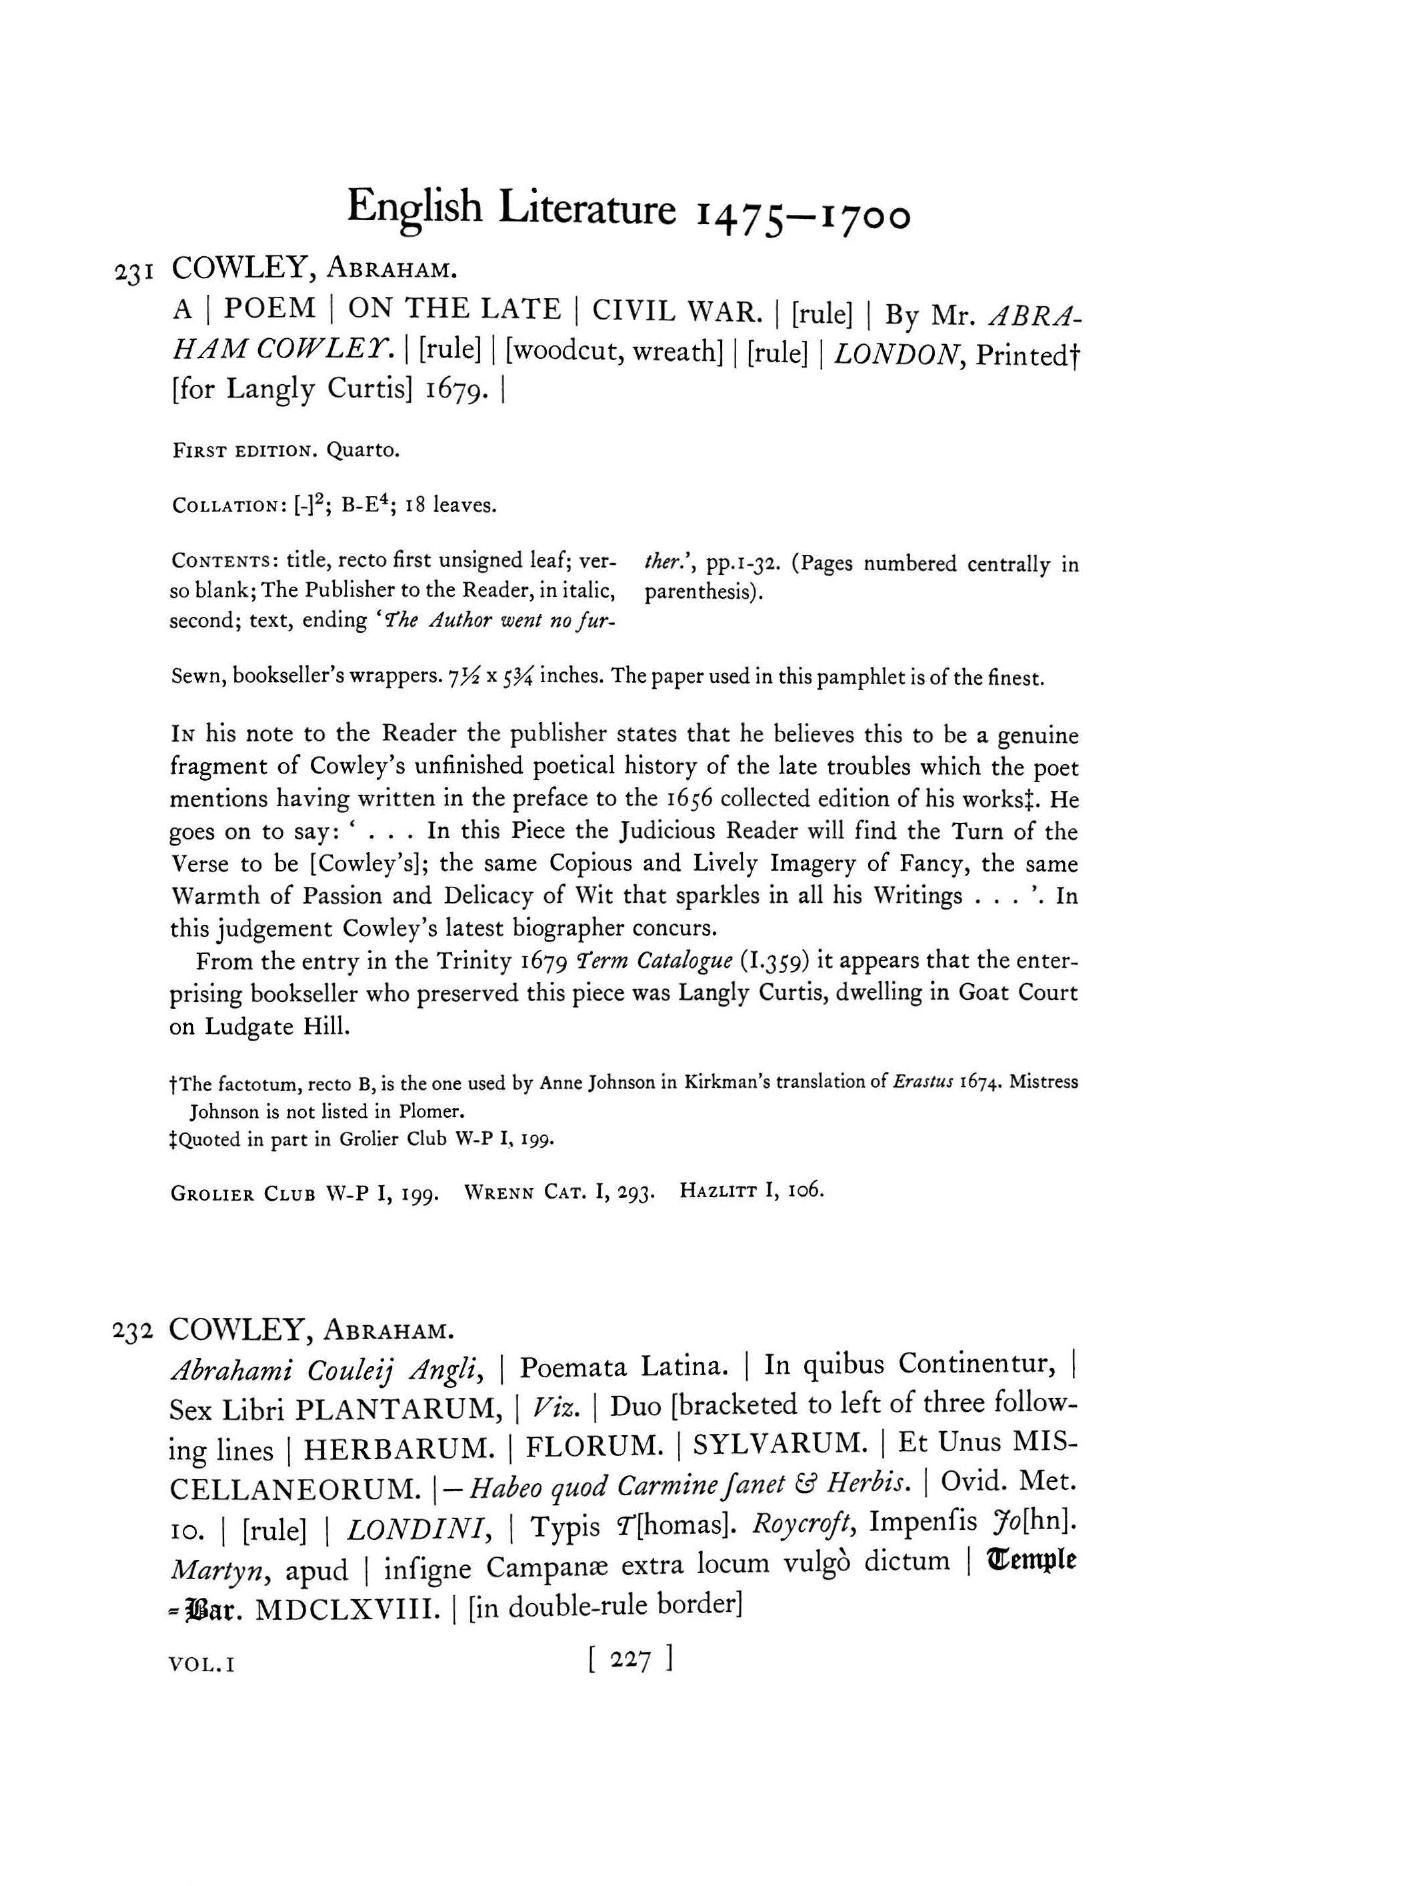 English Literature 1475–1700
231 COWLEY, ABRAHAM.
A | POEM | ON THE LATE | CIVIL WAR. | [rule] | By Mr. ABRA-
HAM COWLEY. | [rule] | [woodcut, wreath] | [rule] | LONDON, Printed†
[for Langly Curtis] 1679. |
FIRST EDITION. Quarto.
COLLATION: [-]²; B-E⁴; 18 leaves.
CONTENTS: title, recto first unsigned leaf; ver-
so blank; The Publisher to the Reader, in italic,
second; text, ending ‘The Author went no fur-
ther.’, pp.1-32. (Pages numbered centrally in
parenthesis).
Sewn, bookseller’s wrappers. 7½ x 5¾ inches. The paper used in this pamphlet is of the finest.
IN his note to the Reader the publisher states that he believes this to be a genuine
fragment of Cowley’s unfinished poetical history of the late troubles which the poet
mentions having written in the preface to the 1656 collected edition of his works‡. He
goes on to say: ‘ . . . In this Piece the Judicious Reader will find the Turn of the
Verse to be [Cowley’s]; the same Copious and Lively Imagery of Fancy, the same
Warmth of Passion and Delicacy of Wit that sparkles in all his Writings . . . ’. In
this judgement Cowley’s latest biographer concurs.
From the entry in the Trinity 1679 Term Catalogue (I.359) it appears that the enter-
prising bookseller who preserved this piece was Langly Curtis, dwelling in Goat Court
on Ludgate Hill.
†The factotum, recto B, is the one used by Anne Johnson in Kirkman’s translation of Erastus 1674. Mistress
Johnson is not listed in Plomer.
‡Quoted in part in Grolier Club W-P I, 199.
GROLIER CLUB W-P I, 199. WRENN CAT. I, 293. HAZLITT I, 106.
232 COWLEY, ABRAHAM.
Abrahami Couleij Angli, | Poemata Latina. | In quibus Continentur, |
Sex Libri PLANTARUM, | Viz. | Duo [bracketed to left of three follow-
ing lines | HERBARUM. | FLORUM. | SYLVARUM. | Et Unus MIS-
CELLANEORUM. |—Habeo quod Carmine ſanet & Herbis. | Ovid. Met.
10. | [rule] | LONDINI, | Typis T[homas]. Roycroft, Impenſis Jo[hn].
Martyn, apud | inſigne Campanæ extra locum vulgò dictum | Temple
=Bar. MDCLXVIII. | [in double-rule border]
VOL.I [ 227 ]